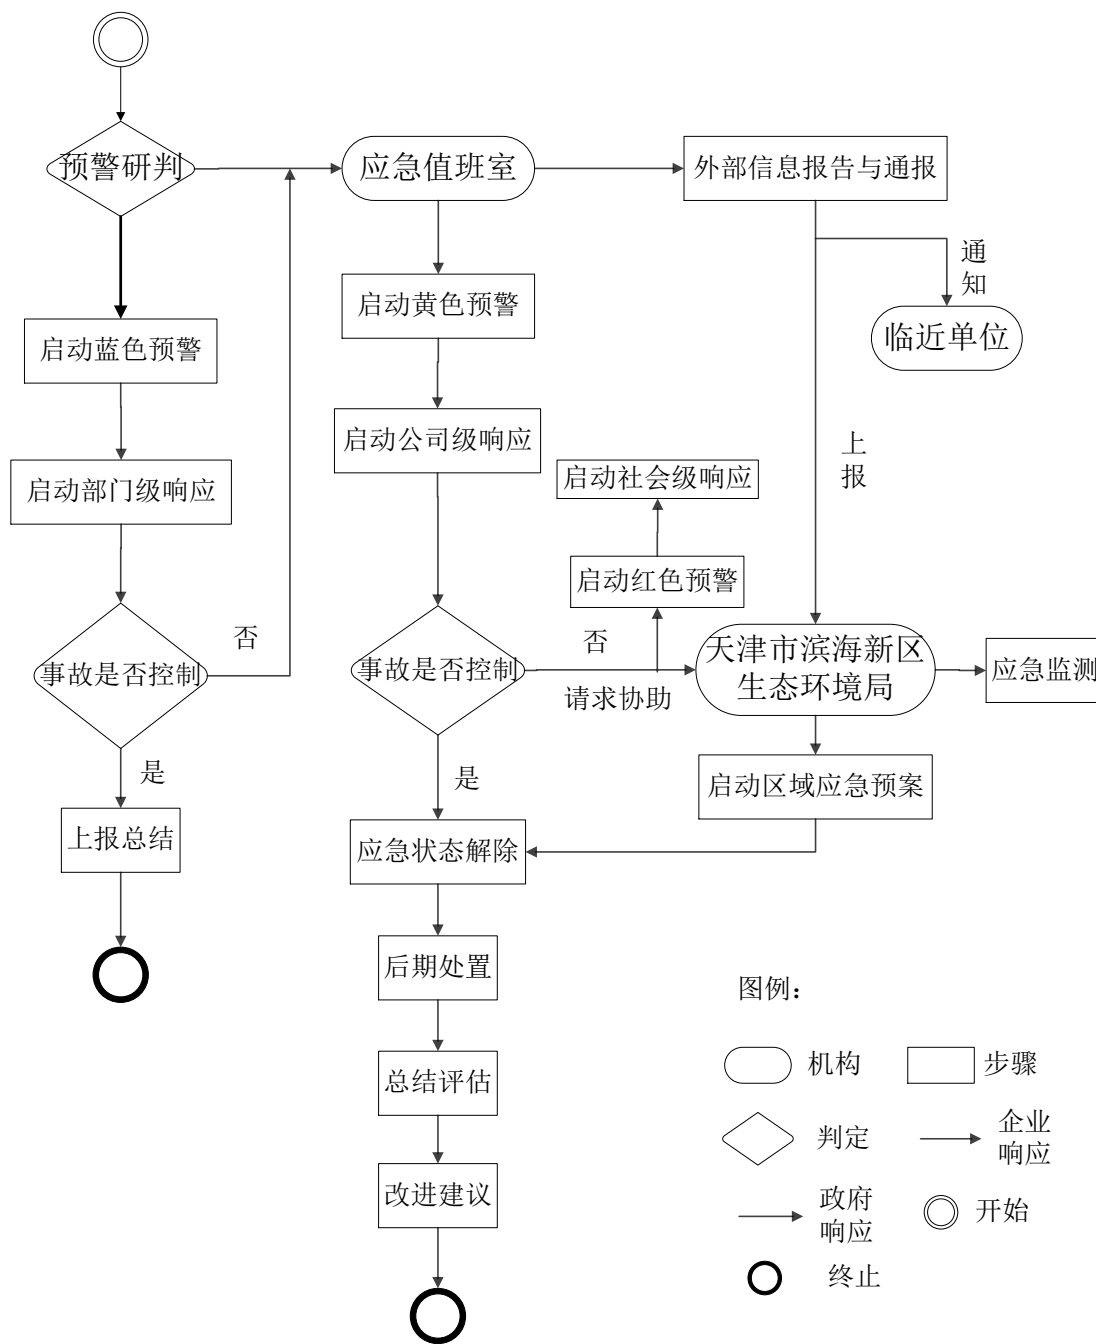 预警研判
应急值班室
外部信息报告与通报
通
知
启动黄色预警
临近单位
启动蓝色预警
启动公司级响应
上
报
启动社会级响应
启动部门级响应
启动红色预警
否
否
天津市滨海新区
生态环境局
事故是否控制
事故是否控制
应急监测
请求协助
是
是
启动区域应急预案
上报总结
应急状态解除
后期处置
图例：
机构
步骤
总结评估
判定
企业
响应
改进建议
政府
响应
开始
终止